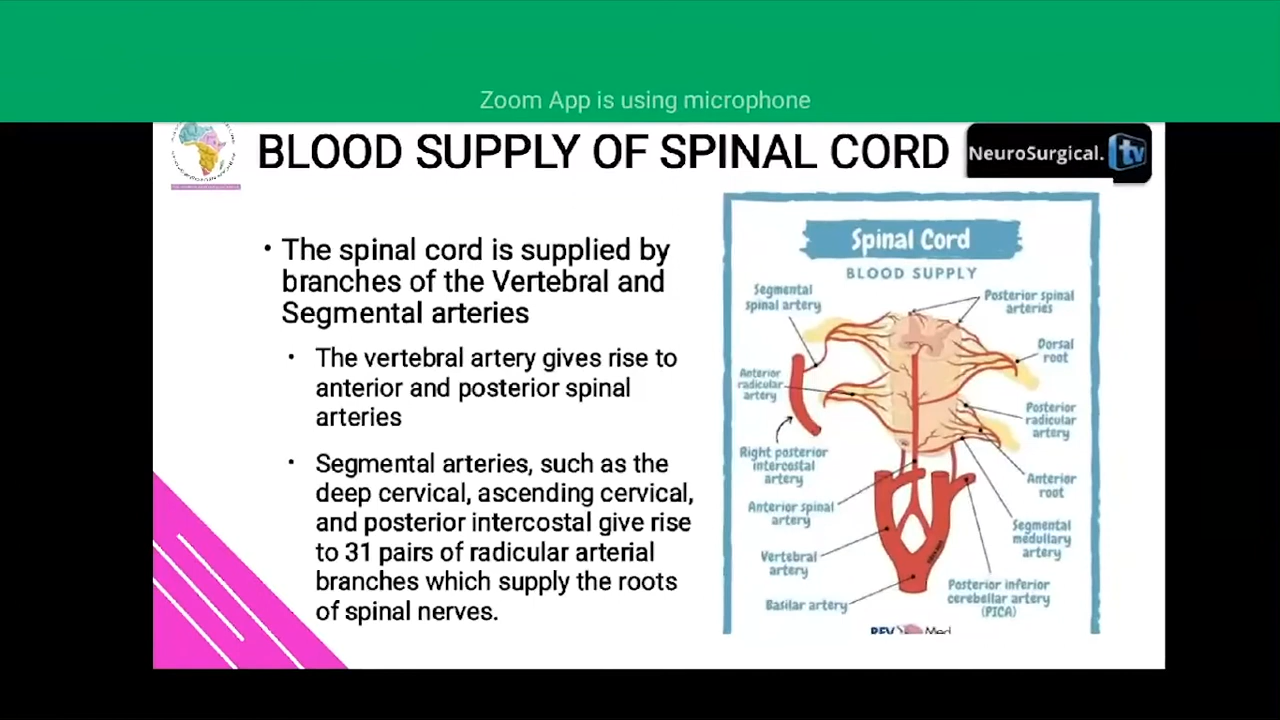 Zoom App is using microphone
BLOOD SUPPLY OF SPINAL CORD
NeuroSurgical. tv
• The spinal cord is supplied by
branches of the Vertebral and
Segmental arteries
• The vertebral artery gives rise to
anterior and posterior spinal
arteries
• Segmental arteries, such as the
deep cervical, ascending cervical,
and posterior intercostal give rise
to 31 pairs of radicular arterial
branches which supply the roots
of spinal nerves.
Spinal Cord
BLOOD SUPPLY
Segmental
spinal artery
Posterior spinal
arteries
Dorsal
root
Anterior
radicular
artery
Posterior
radicular
artery
Right posterior
intercostal
artery
Anterior
root
Anterior spinal
artery
Segmental
medullary
artery
Vertebral
artery
Posterior inferior
cerebellar artery
(PICA)
Basilar artery
REV Med